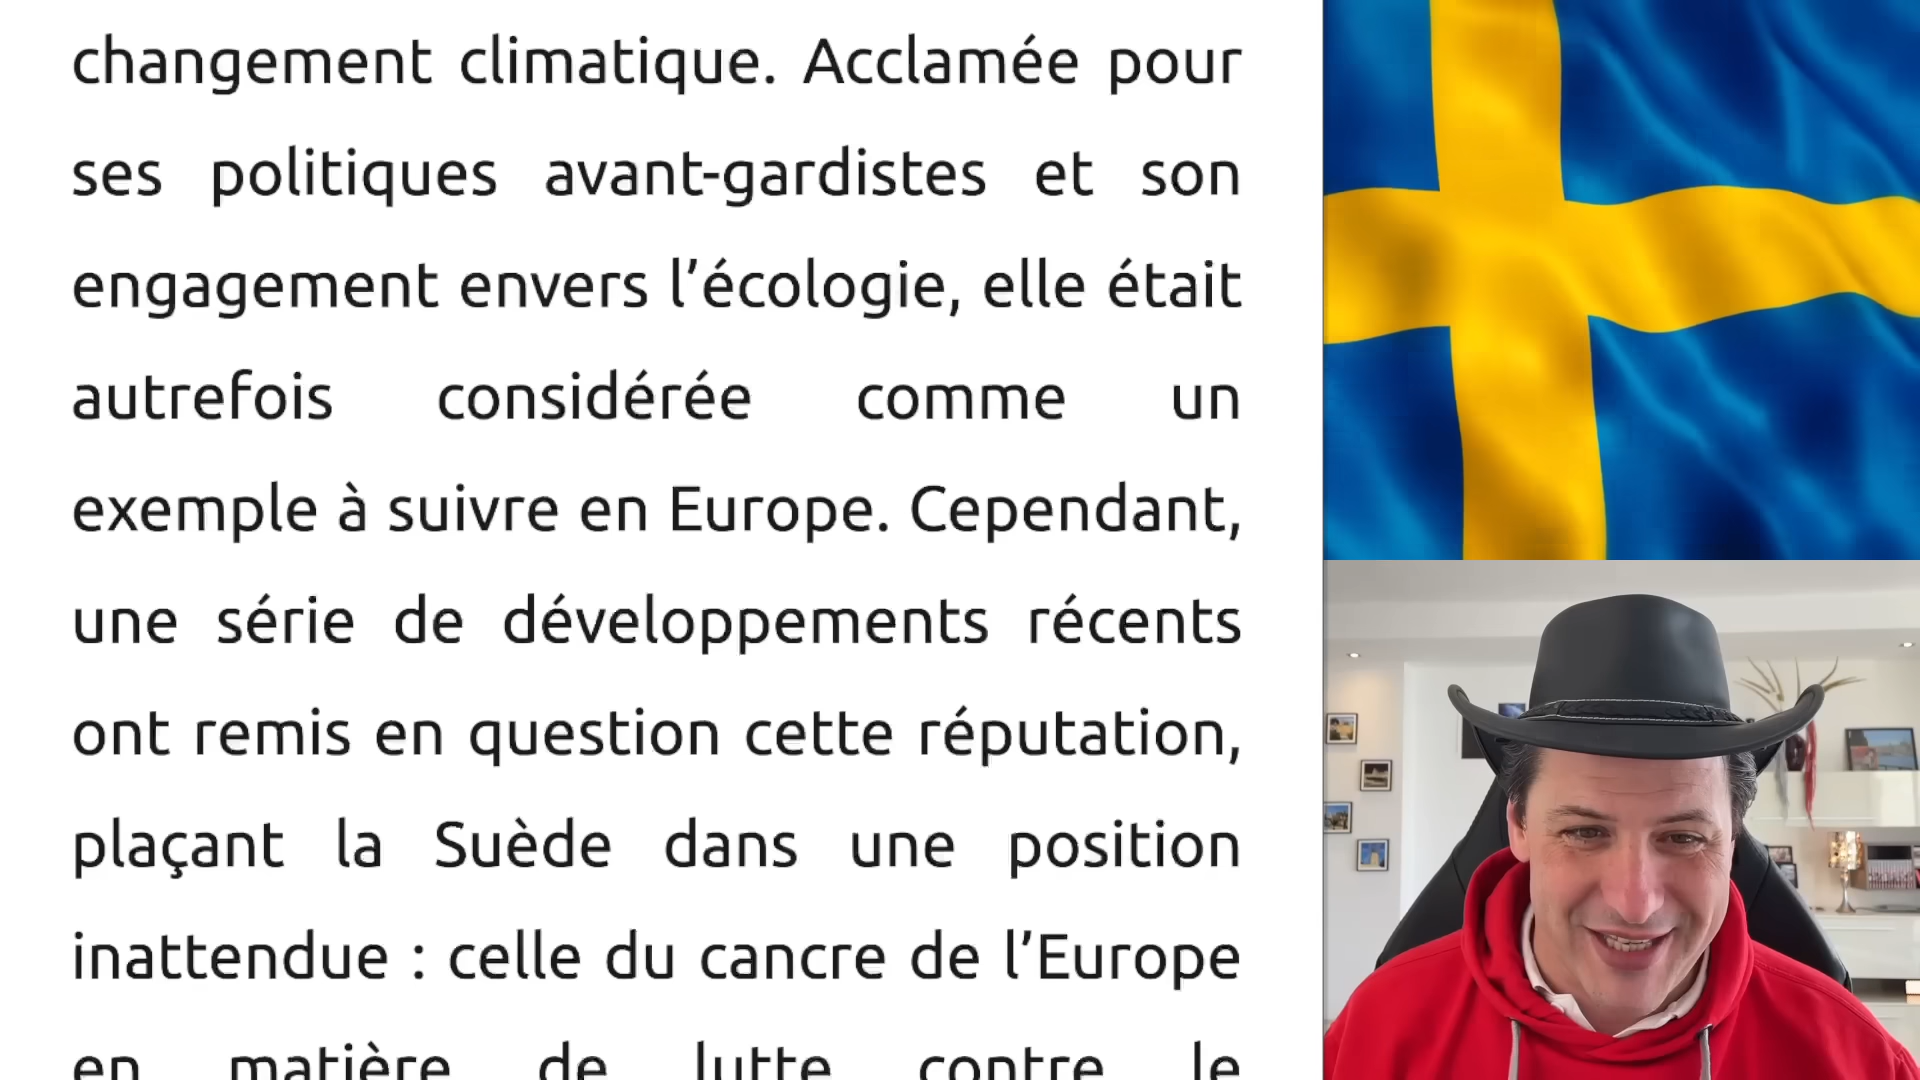 changement climatique. Acclamée pour
ses politiques avant-gardistes et son
engagement envers l’écologie, elle était
autrefois considérée comme un
exemple à suivre en Europe. Cependant,
une série de développements récents
ont remis en question cette réputation,
plaçant la Suède dans une position
inattendue : celle du cancre de l’Europe
en matière de lutte contre le